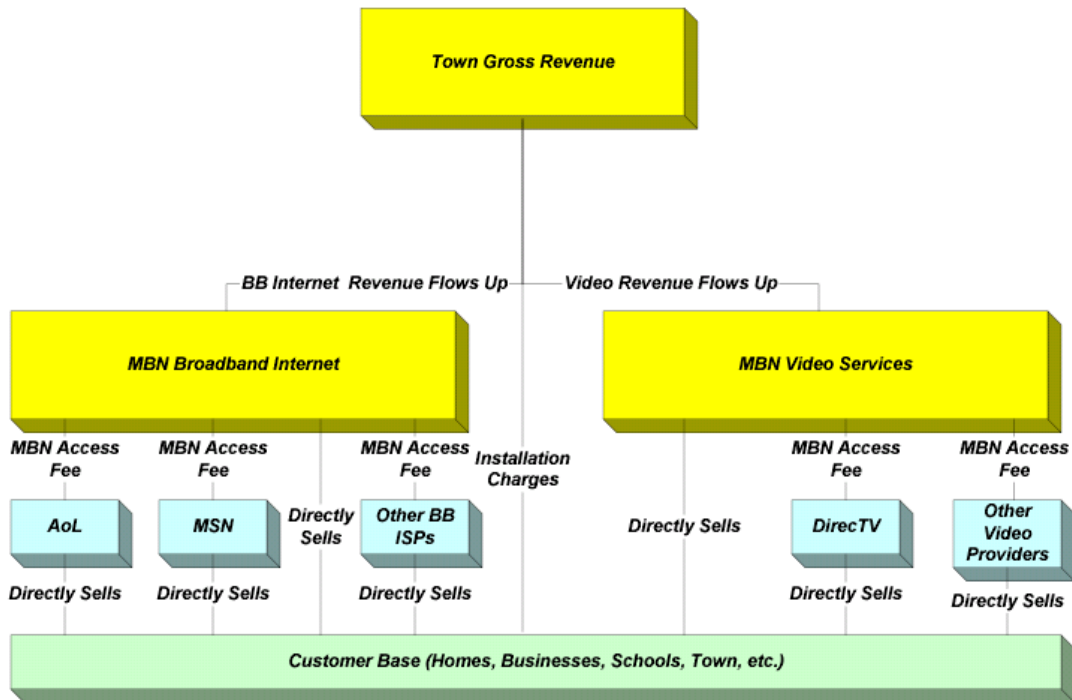 Town Gross Revenue
BB Internet Revenue Flows Up
Video Revenue Flows Up
MBN Broadband Internet
MBN Video Services
MBN Access
Fee
MBN Access
Fee
MBN Access
Fee
Installation
Charges
MBN Access
Fee
MBN Access
Fee
AoL
MSN
Directly
Sells
Other BB
ISPs
Directly Sells
DirecTV
Other
Video
Providers
Directly Sells
Directly Sells
Directly Sells
Directly Sells
Directly Sells
Customer Base (Homes, Businesses, Schools, Town, etc.)